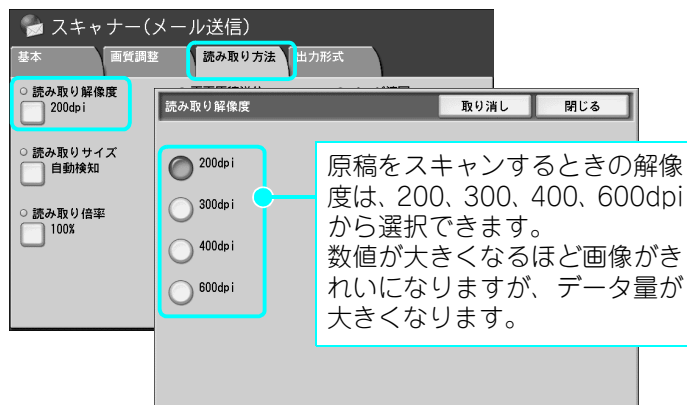 スキャナー(メール送信)
基本 画質調整 読み取り方法 出力形式
読み取り解像度
200dpi
読み取りサイズ
自動検知
読み取り倍率
100%
読み取り解像度 取り消し 閉じる
200dpi
300dpi
400dpi
600dpi
原稿をスキャンするときの解像
度は、200、300、400、600dpi
から選択できます。
数値が大きくなるほど画像がき
れいになりますが、データ量が
大きくなります。